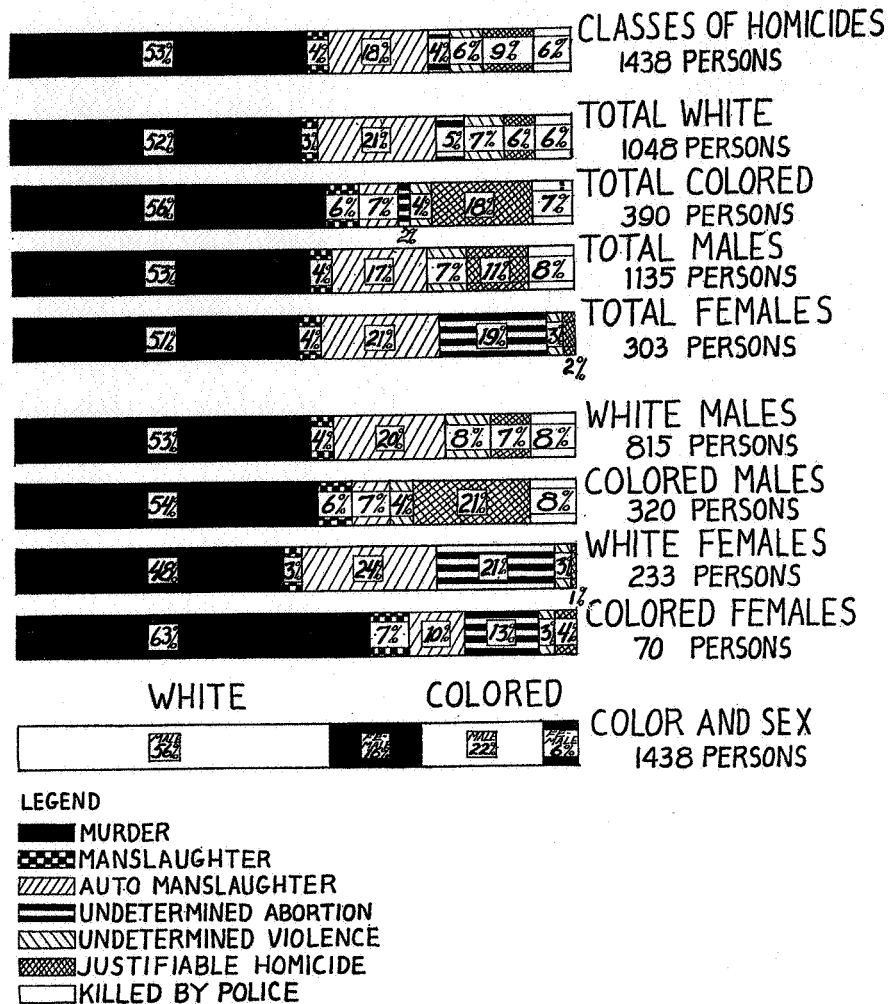 CLASSES OF HOMICIDES
53% 4% 18% 4% 6% 9% 6%
1438 PERSONS
TOTAL WHITE
52% 3% 21% 5% 7% 6% 6%
1048 PERSONS
TOTAL COLORED
56% 6% 7% 4% 18% 7%
390 PERSONS
2%
TOTAL MALES
53% 4% 17% 7% 11% 8%
1135 PERSONS
TOTAL FEMALES
51% 4% 21% 19% 3%
303 PERSONS
2%
WHITE MALES
53% 4% 20% 8% 7% 8%
815 PERSONS
COLORED MALES
54% 6% 7% 4% 21% 8%
320 PERSONS
WHITE FEMALES
48% 3% 24% 21% 3%
233 PERSONS
1%
COLORED FEMALES
63% 7% 10% 13% 3% 4%
70 PERSONS
WHITE COLORED
COLOR AND SEX
MALE FE- MALE FE-
56% MALE 22% MALE
1438 PERSONS
LEGEND
MURDER
MANSLAUGHTER
AUTO MANSLAUGHTER
UNDETERMINED ABORTION
UNDETERMINED VIOLENCE
JUSTIFIABLE HOMICIDE
KILLED BY POLICE